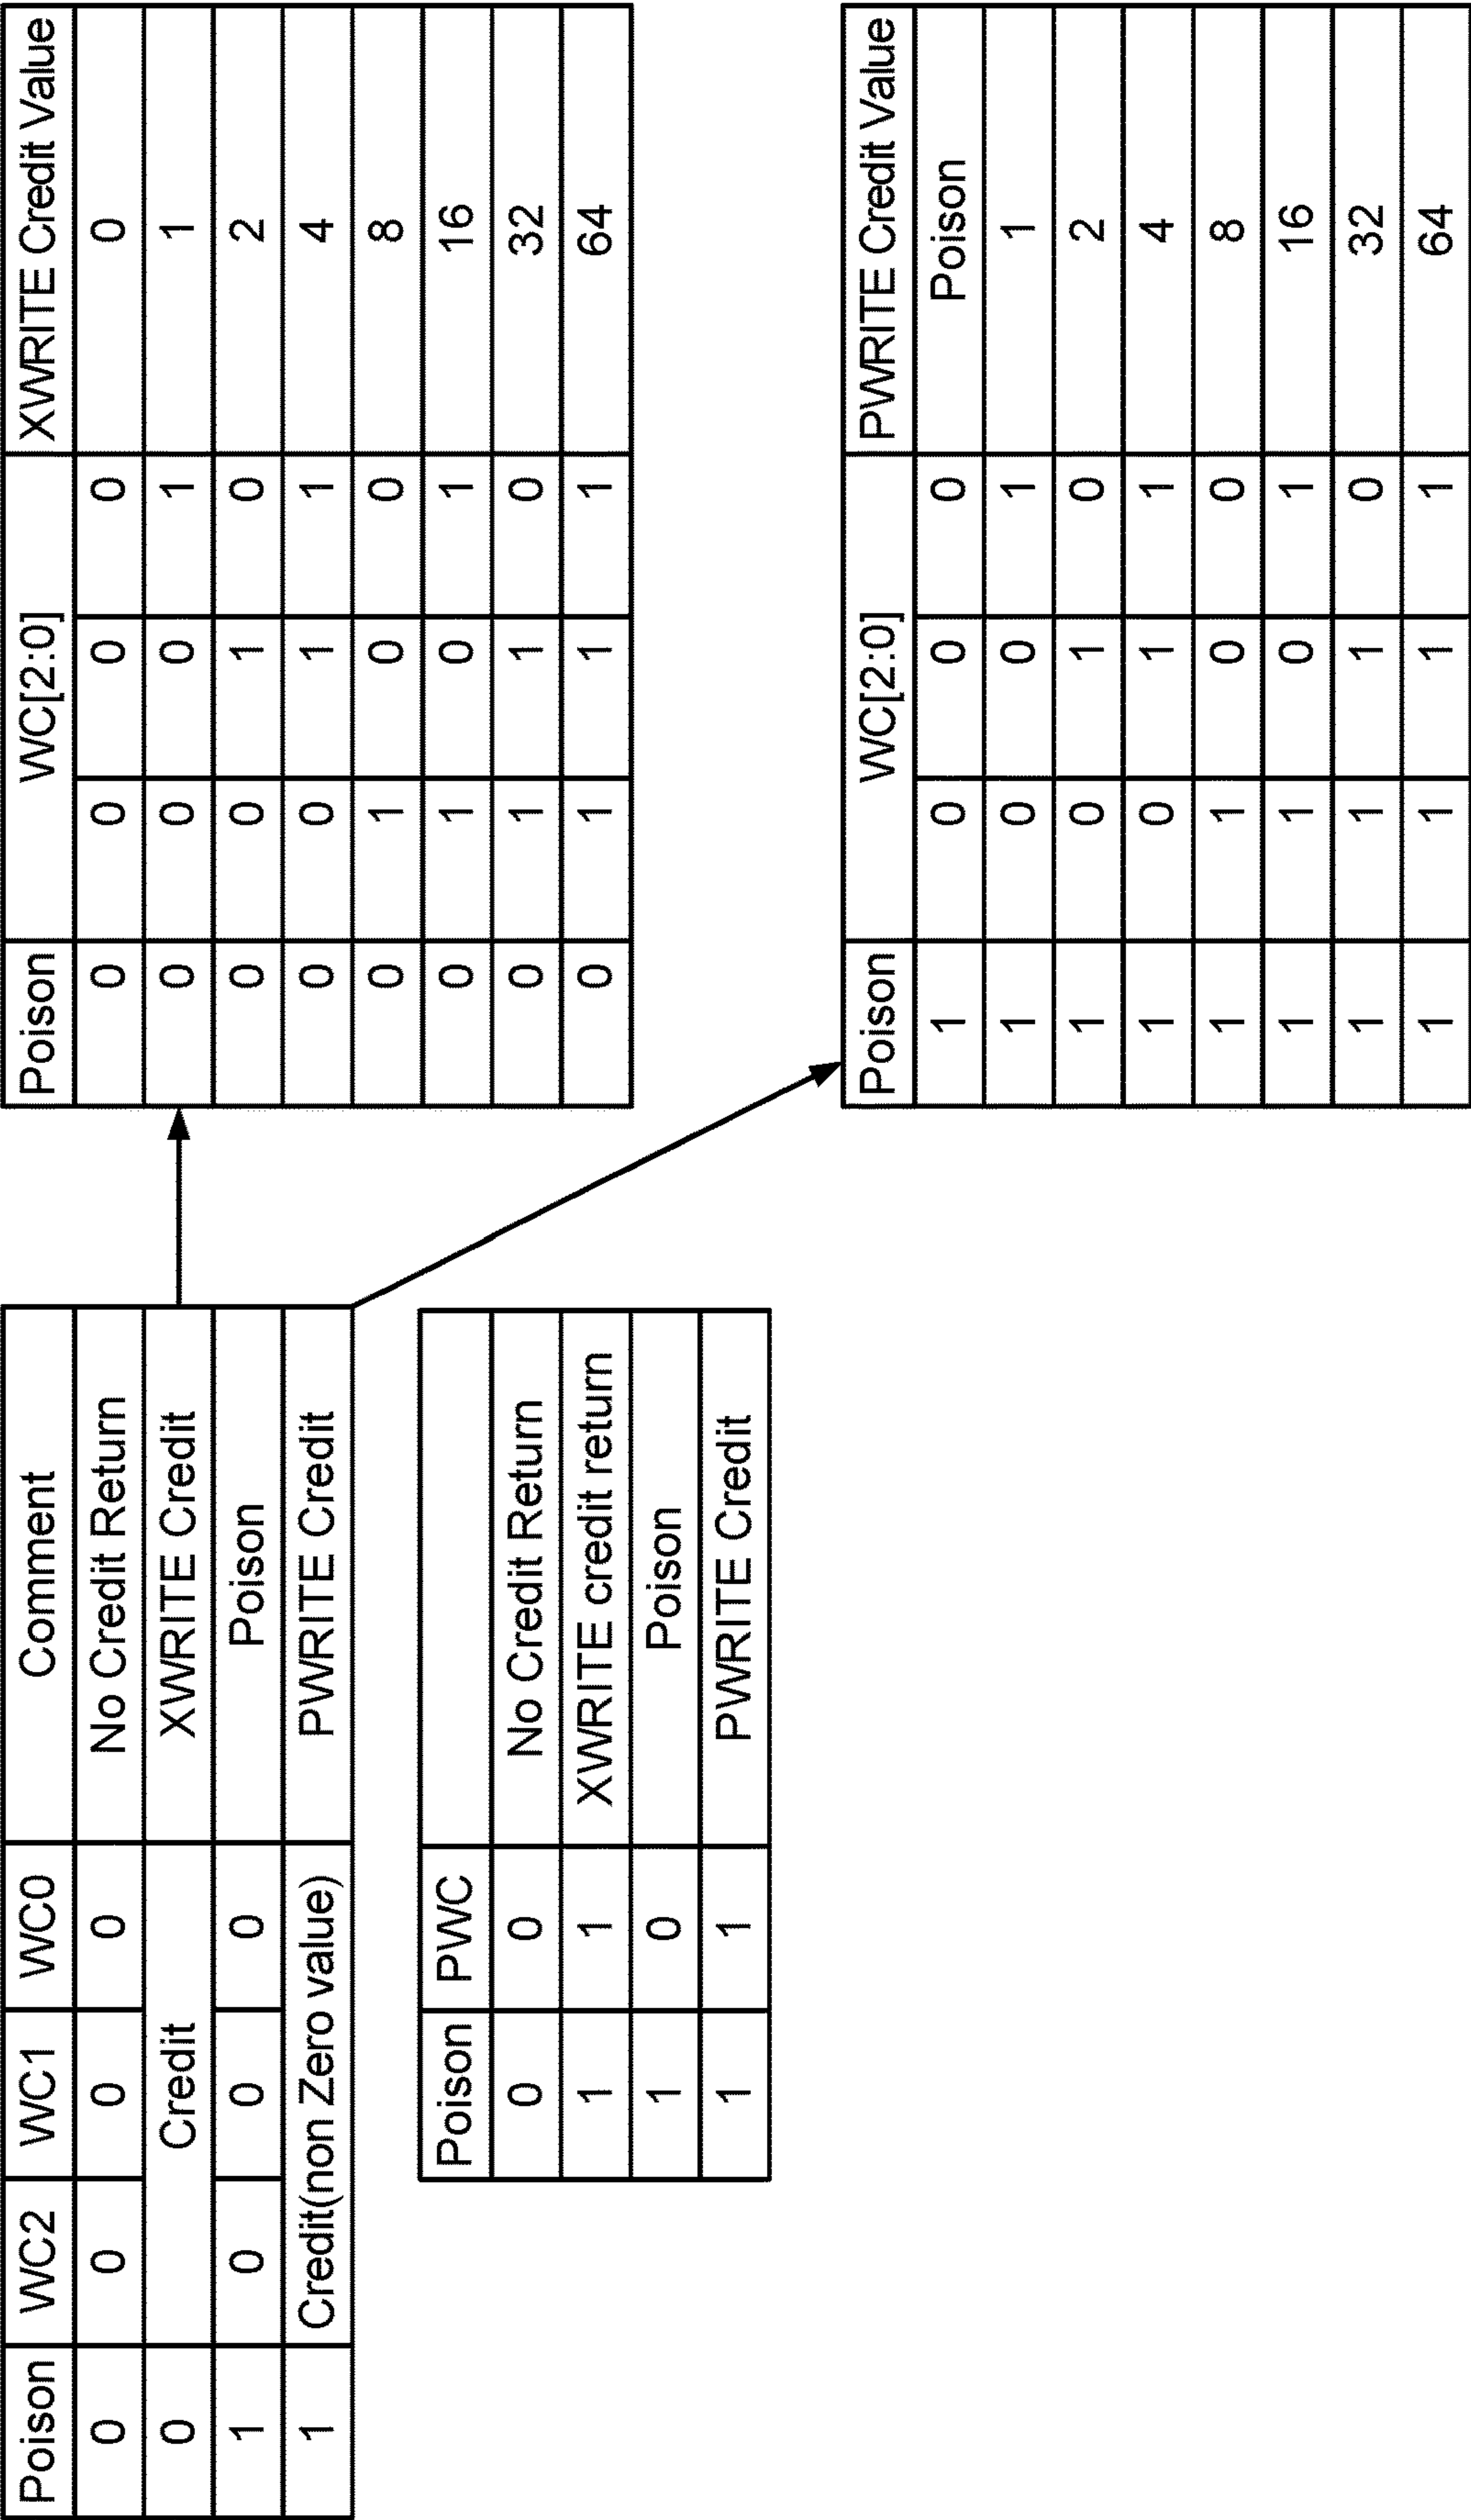 Poison WC2 WC1 WC0 Comment
0 0 0 0 No Credit Return
0 Credit XWRITE Credit
1 0 0 0 Poison
1 Credit(non Zero value) PWRITE Credit
Poison PWC
0 0 No Credit Return
1 1 XWRITE credit return
1 0 Poison
1 1 PWRITE Credit
Poison WC[2:0] XWRITE Credit Value
0 0 0 0 0
0 0 0 1 1
0 0 1 0 2
0 0 1 1 4
0 1 0 0 8
0 1 0 1 16
0 1 1 0 32
0 1 1 1 64
Poison WC[2:0] PWRITE Credit Value
1 0 0 0 Poison
1 0 0 1 1
1 0 1 0 2
1 0 1 1 4
1 1 0 0 8
1 1 0 1 16
1 1 1 0 32
1 1 1 1 64